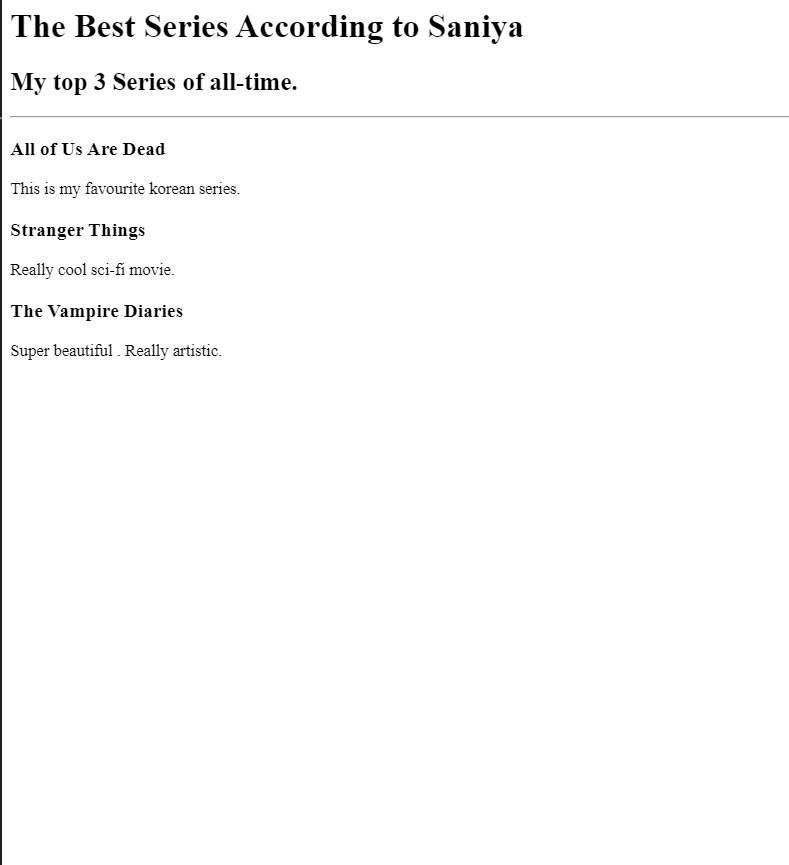 The Best Series According to Saniya
My top 3 Series of all-time.
All of Us Are Dead
This is my favourite korean series.
Stranger Things
Really cool sci-fi movie.
The Vampire Diaries
Super beautiful . Really artistic.